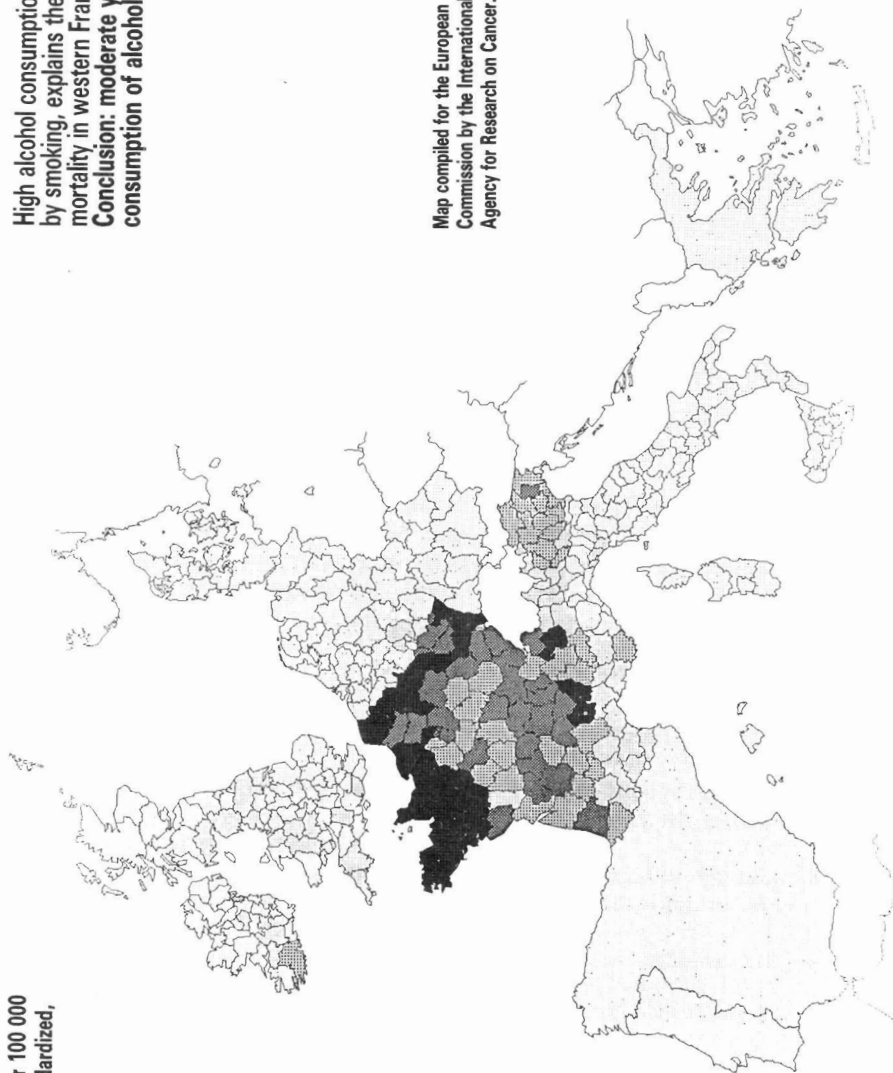 High alcohol consumptio
by smoking, explains the
mortality in western Fran
Conclusion: moderate y
consumption of alcohol
Map compiled for the European
Commission by the International
Agency for Research on Cancer.
r 100 000
dardized,